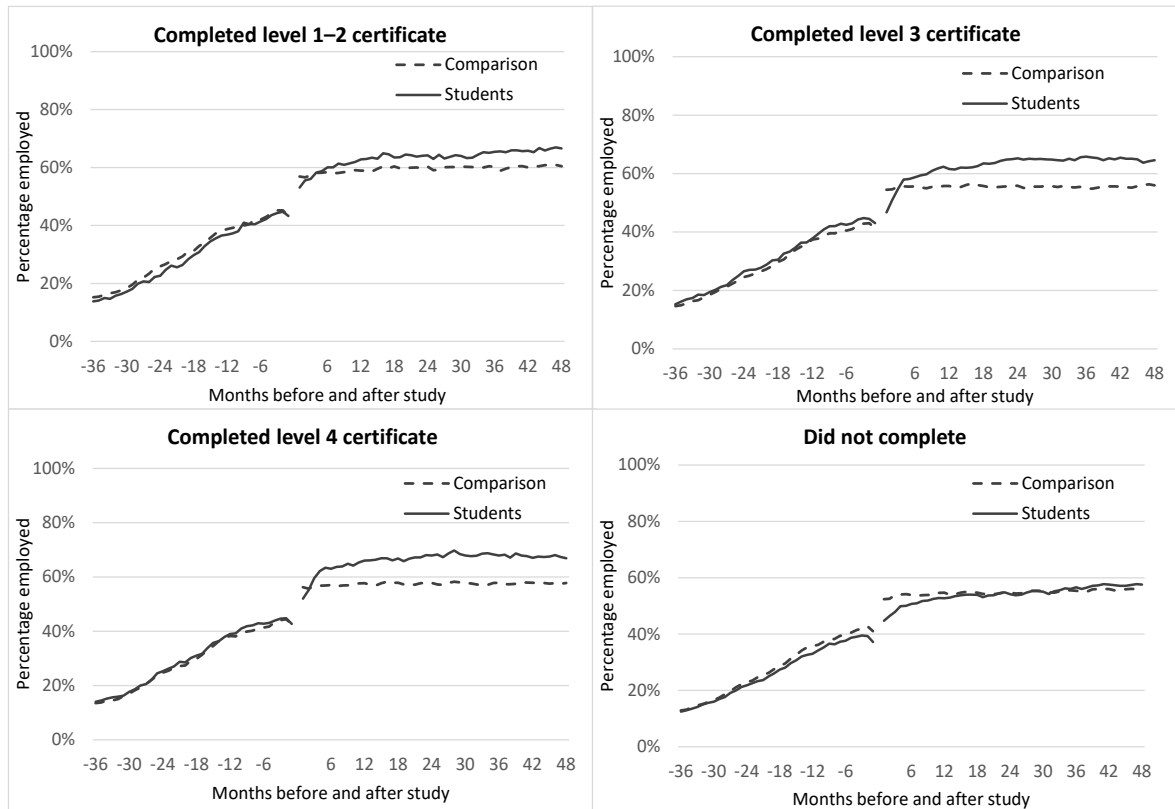 Completed level 1–2 certificate
Percentage employed
100%
80%
60%
40%
20%
0%
Comparison
Students
-36 -30 -24 -18 -12 -6 6 12 18 24 30 36 42 48
Months before and after study
Completed level 3 certificate
Percentage employed
100%
80%
60%
40%
20%
0%
Comparison
Students
-36 -30 -24 -18 -12 -6 6 12 18 24 30 36 42 48
Months before and after study
Completed level 4 certificate
Percentage employed
100%
80%
60%
40%
20%
0%
Comparison
Students
-36 -30 -24 -18 -12 -6 6 12 18 24 30 36 42 48
Months before and after study
Did not complete
Percentage employed
100%
80%
60%
40%
20%
0%
Comparison
Students
-36 -30 -24 -18 -12 -6 6 12 18 24 30 36 42 48
Months before and after study